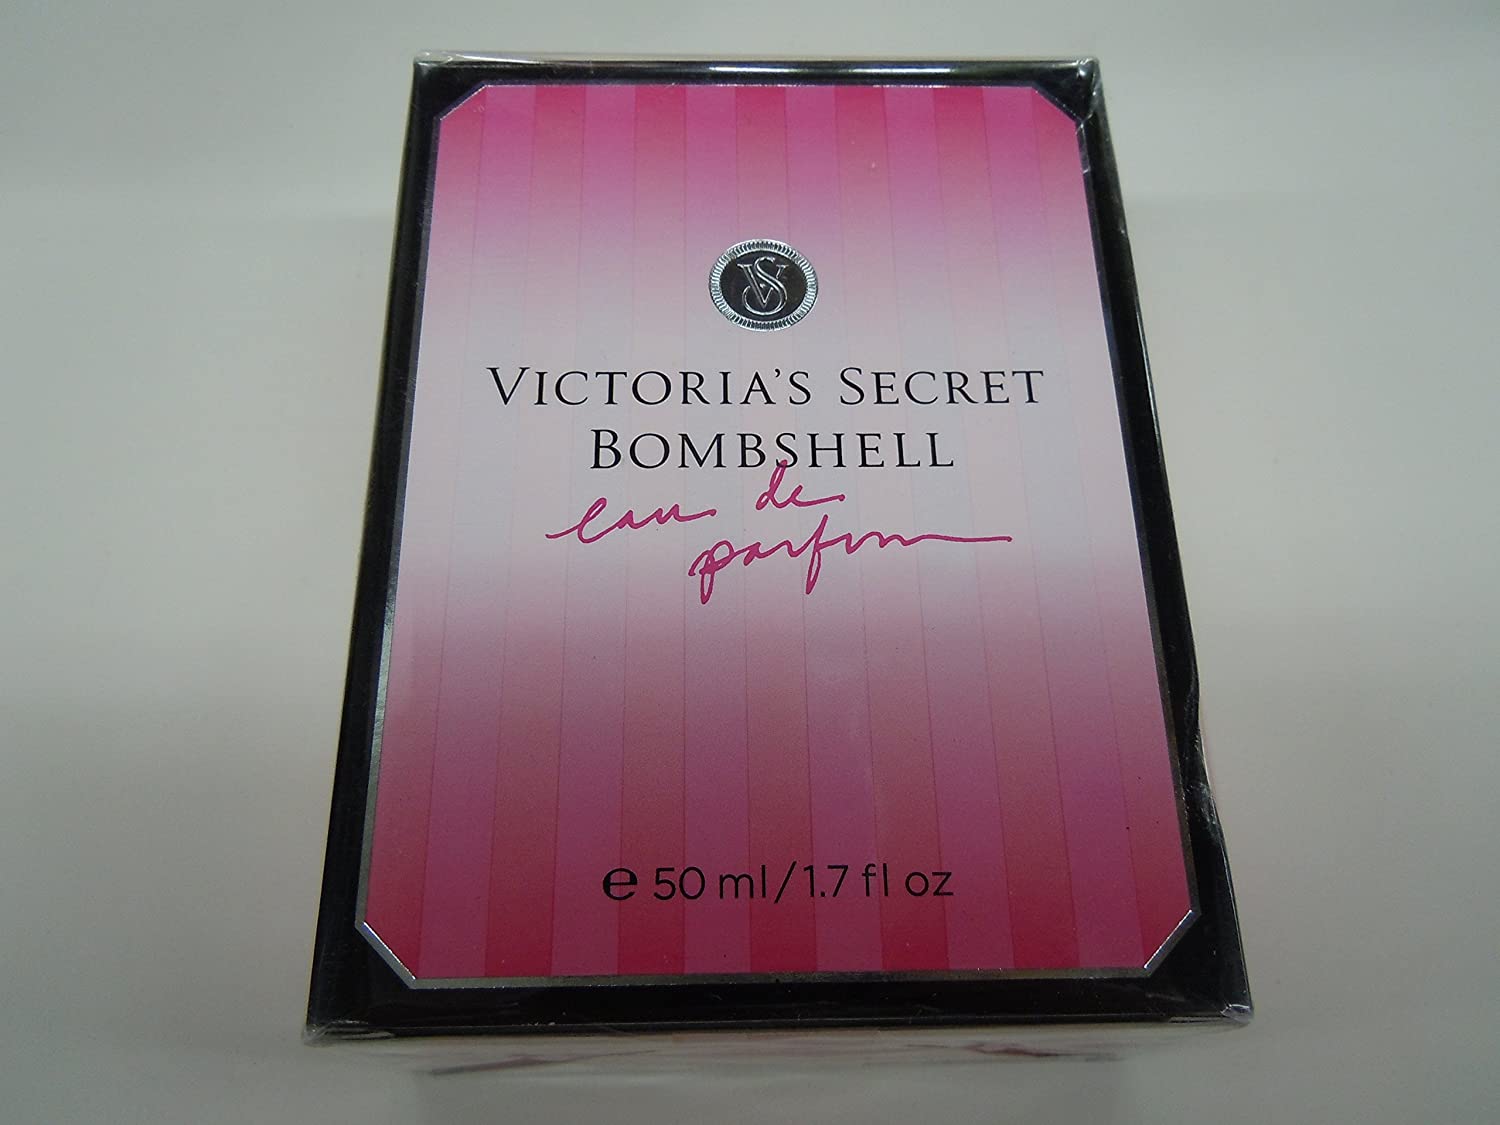 VS
VICTORIA'S SECRET
BOMBSHELL
eau de
parfum
e 50 ml/1.7 fl oz